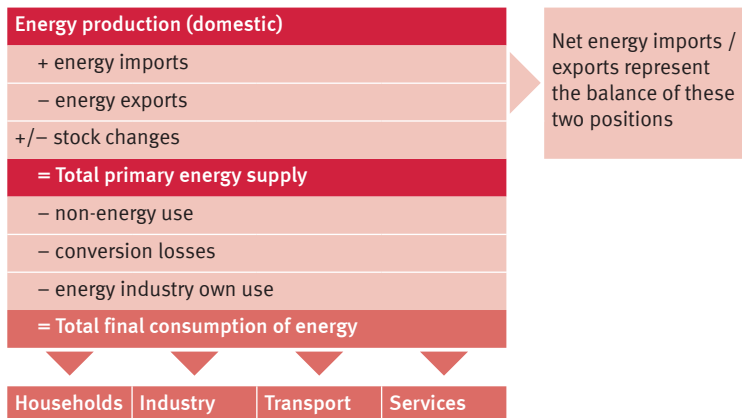 Energy production (domestic)
+ energy imports
– energy exports
+/– stock changes
= Total primary energy supply
– non-energy use
– conversion losses
– energy industry own use
= Total final consumption of energy
Households
Industry
Transport
Services
Net energy imports /
exports represent
the balance of these
two positions